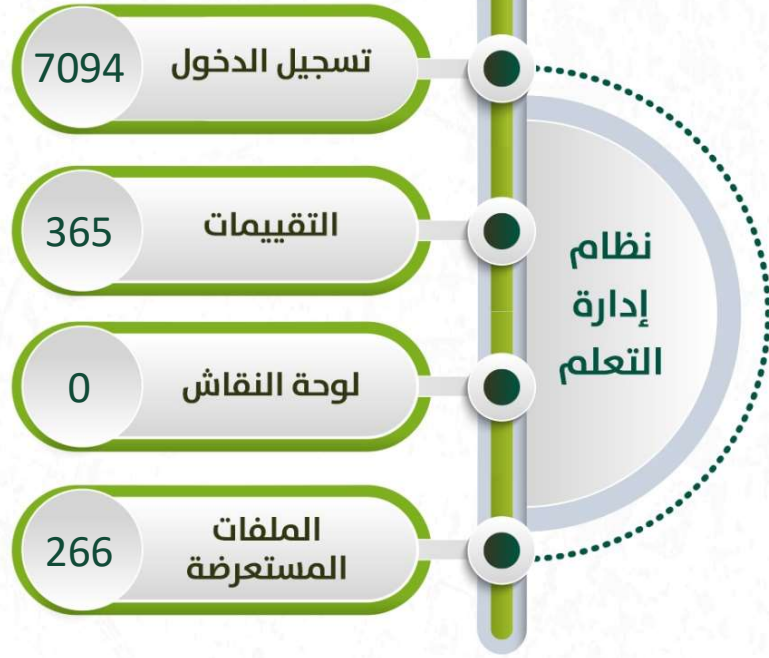 نظام
إدارة
التعلم
تسجيل الدخول
7094
التقييمات
365
لوحة النقاش
0
الملفات
المستعرضة
266